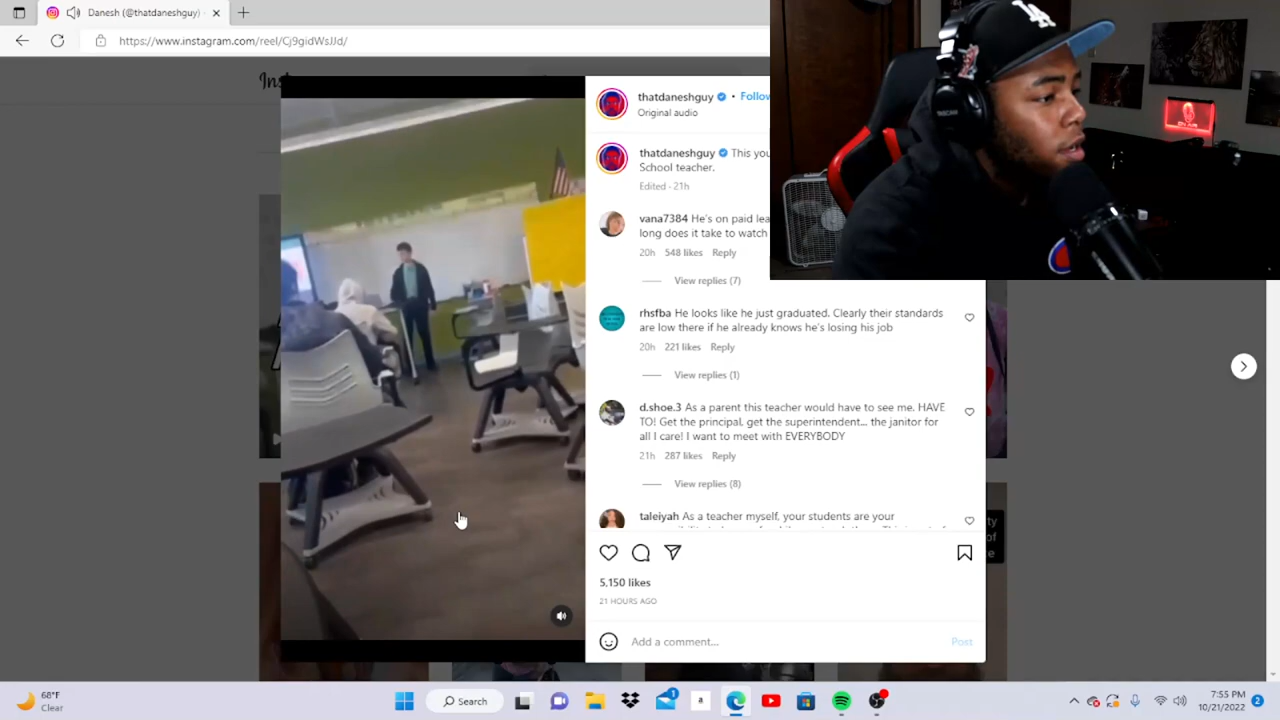 Danesh (@thatdaneshguy) ·
https://www.instagram.com/reel/Cj9gidWsJJd/
LA
thatdaneshguy • Follow
Original audio
thatdaneshguy This you
School teacher.
Edited · 21h
vana7384 He's on paid lea
long does it take to watch
20h 548 likes Reply
View replies (7)
rhsfba He looks like he just graduated. Clearly their standards
are low there if he already knows he's losing his job
20h 221 likes Reply
View replies (1)
d.shoe.3 As a parent this teacher would have to see me. HAVE
TO! Get the principal, get the superintendent... the janitor for
all I care! I want to meet with EVERYBODY
21h 287 likes Reply
View replies (8)
taleiyah As a teacher myself, your students are your
5,150 likes
21 HOURS AGO
Add a comment...
Post
68°F
Clear
Search
1
a
7:55 PM
10/21/2022
2